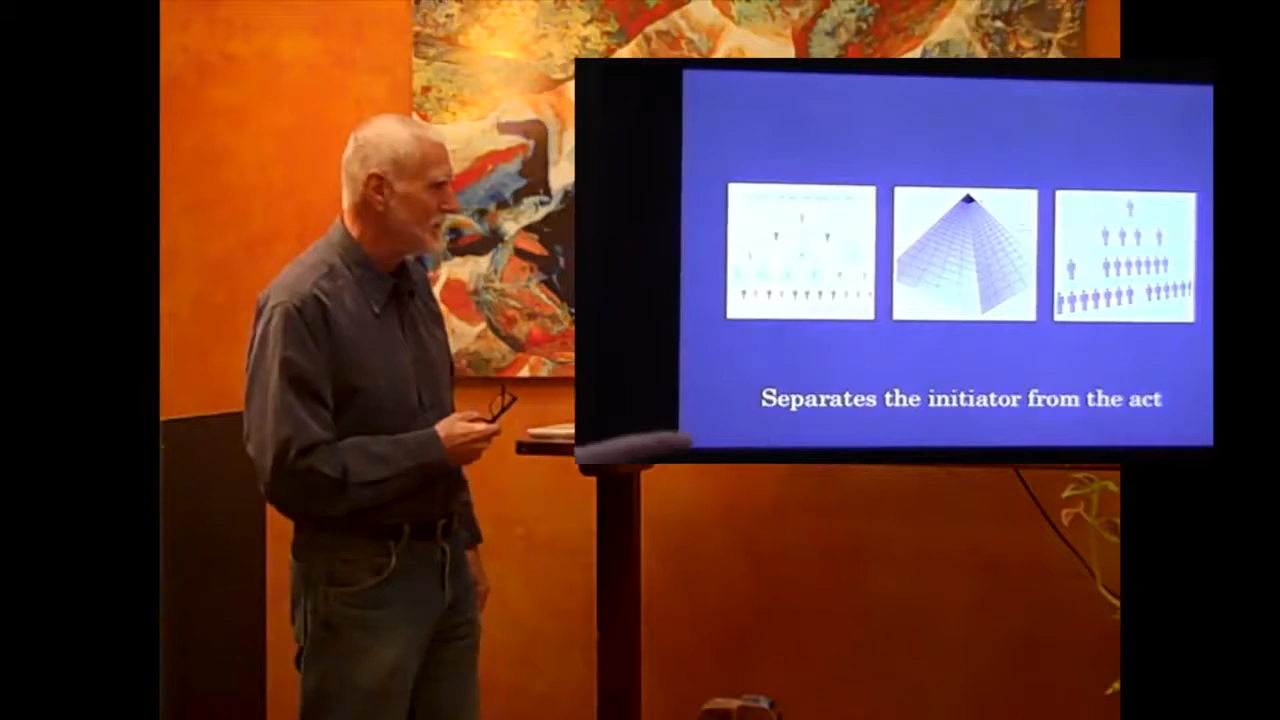 Separates the initiator from the act